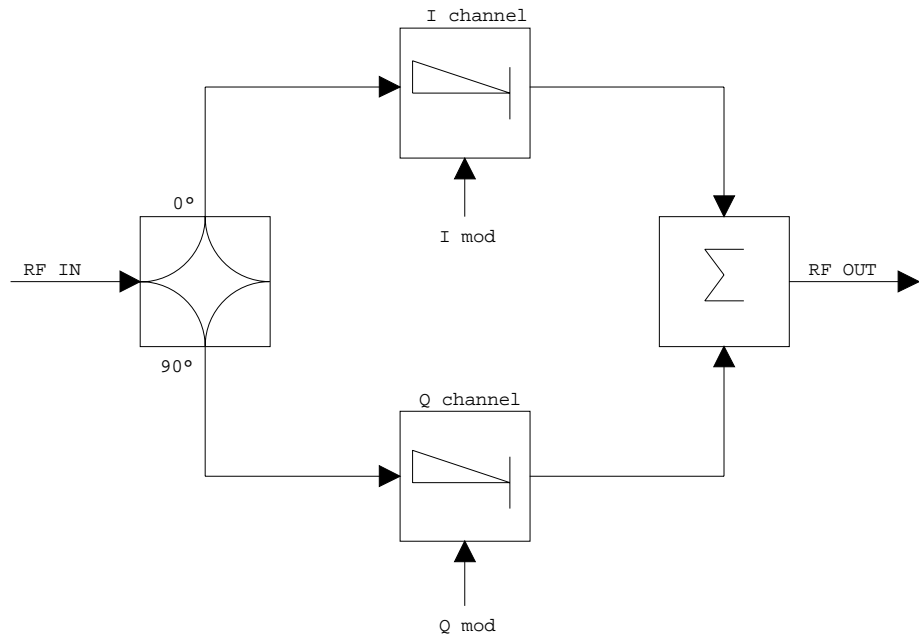 I channel
0°
I mod
RF IN
Σ
RF OUT
90°
Q channel
Q mod